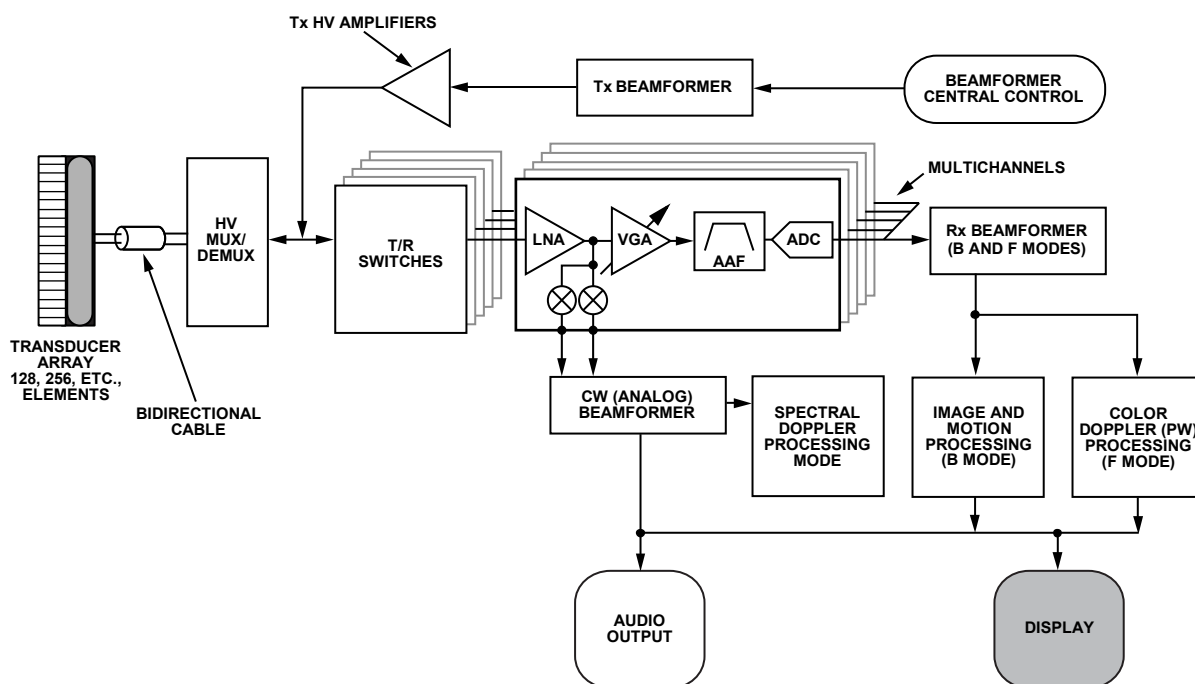 Tx HV AMPLIFIERS
Tx BEAMFORMER
BEAMFORMER
CENTRAL CONTROL
MULTICHANNELS
HV
MUX/
DEMUX
T/R
SWITCHES
LNA
VGA
AAF
ADC
Rx BEAMFORMER
(B AND F MODES)
TRANSDUCER
ARRAY
128, 256, ETC.,
ELEMENTS
BIDIRECTIONAL
CABLE
CW (ANALOG)
BEAMFORMER
SPECTRAL
DOPPLER
PROCESSING
MODE
IMAGE AND
MOTION
PROCESSING
(B MODE)
COLOR
DOPPLER (PW)
PROCESSING
(F MODE)
AUDIO
OUTPUT
DISPLAY